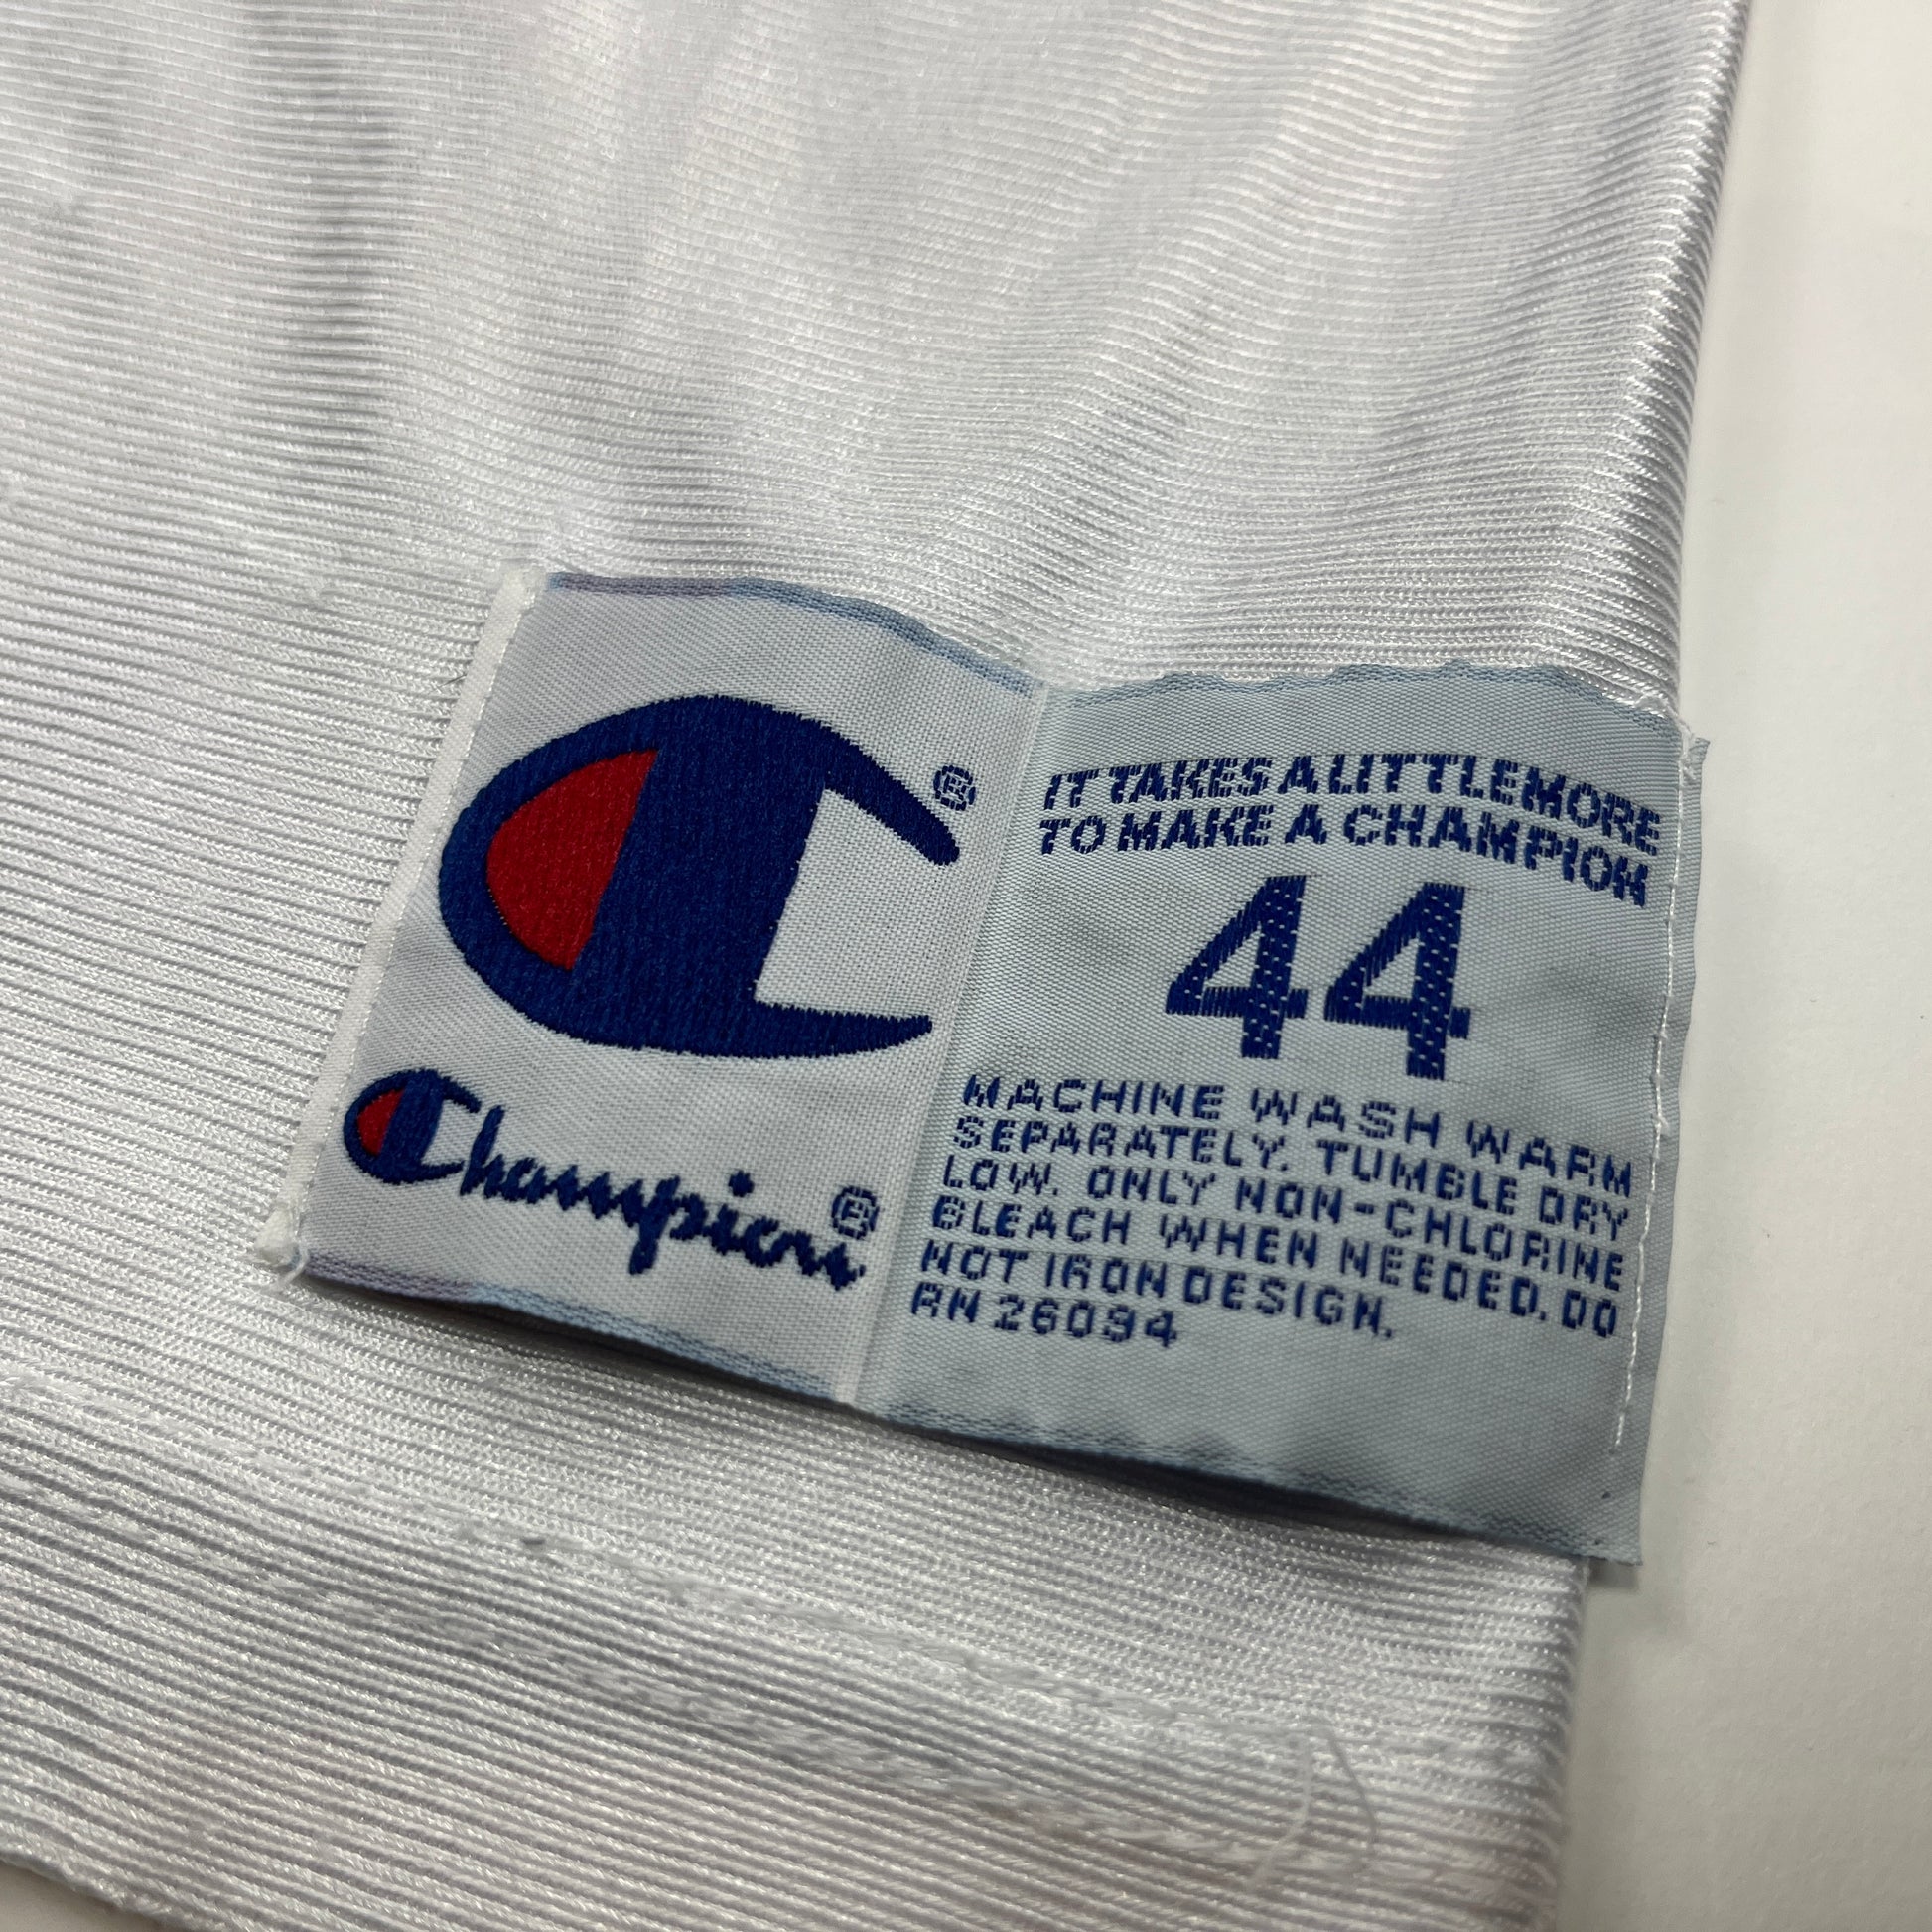 ®
Champion®
IT TAKES A LITTLE MORE
TO MAKE A CHAMPION
44
MACHINE WASH WARM
SEPARATELY. TUMBLE DRY
LOW. ONLY NON-CHLORINE
BLEACH WHEN NEEDED. DO
NOT IRON DESIGN.
RN 26094